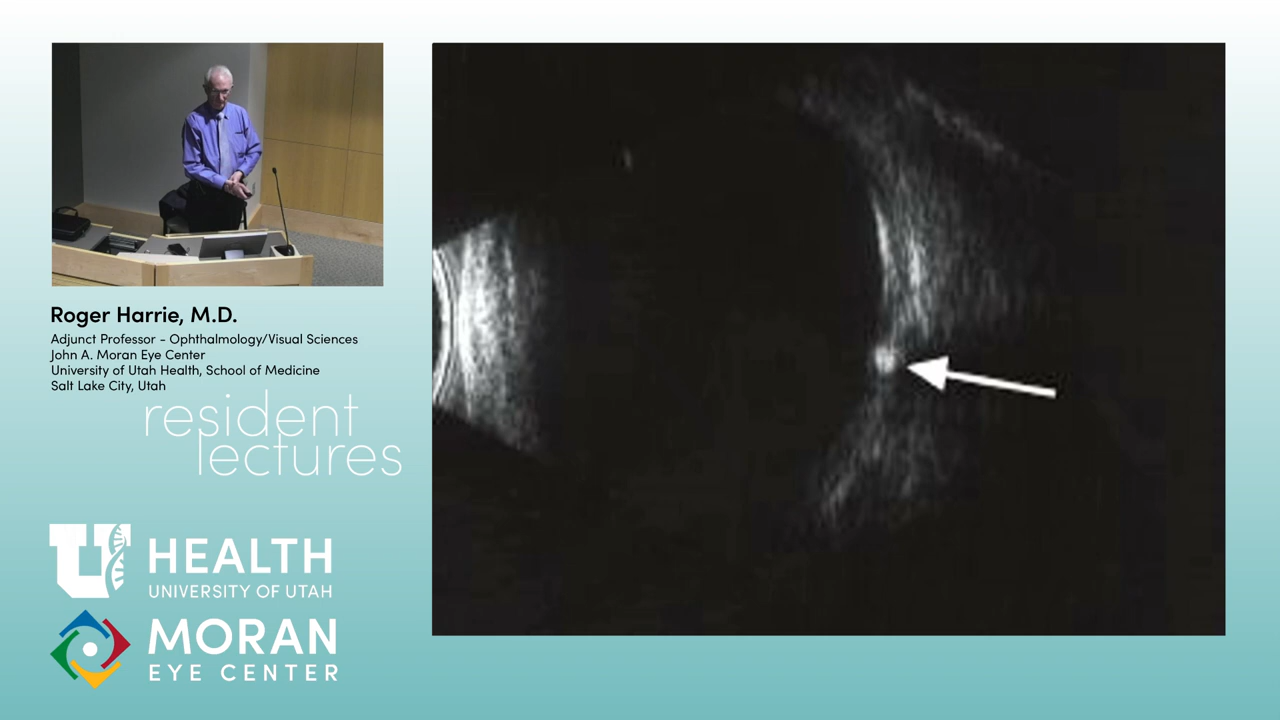 Roger Harrie, M.D.
Adjunct Professor - Ophthalmology/Visual Sciences
John A. Moran Eye Center
University of Utah Health, School of Medicine
Salt Lake City, Utah
resident
lectures
U HEALTH
UNIVERSITY OF UTAH
MORAN
EYE CENTER